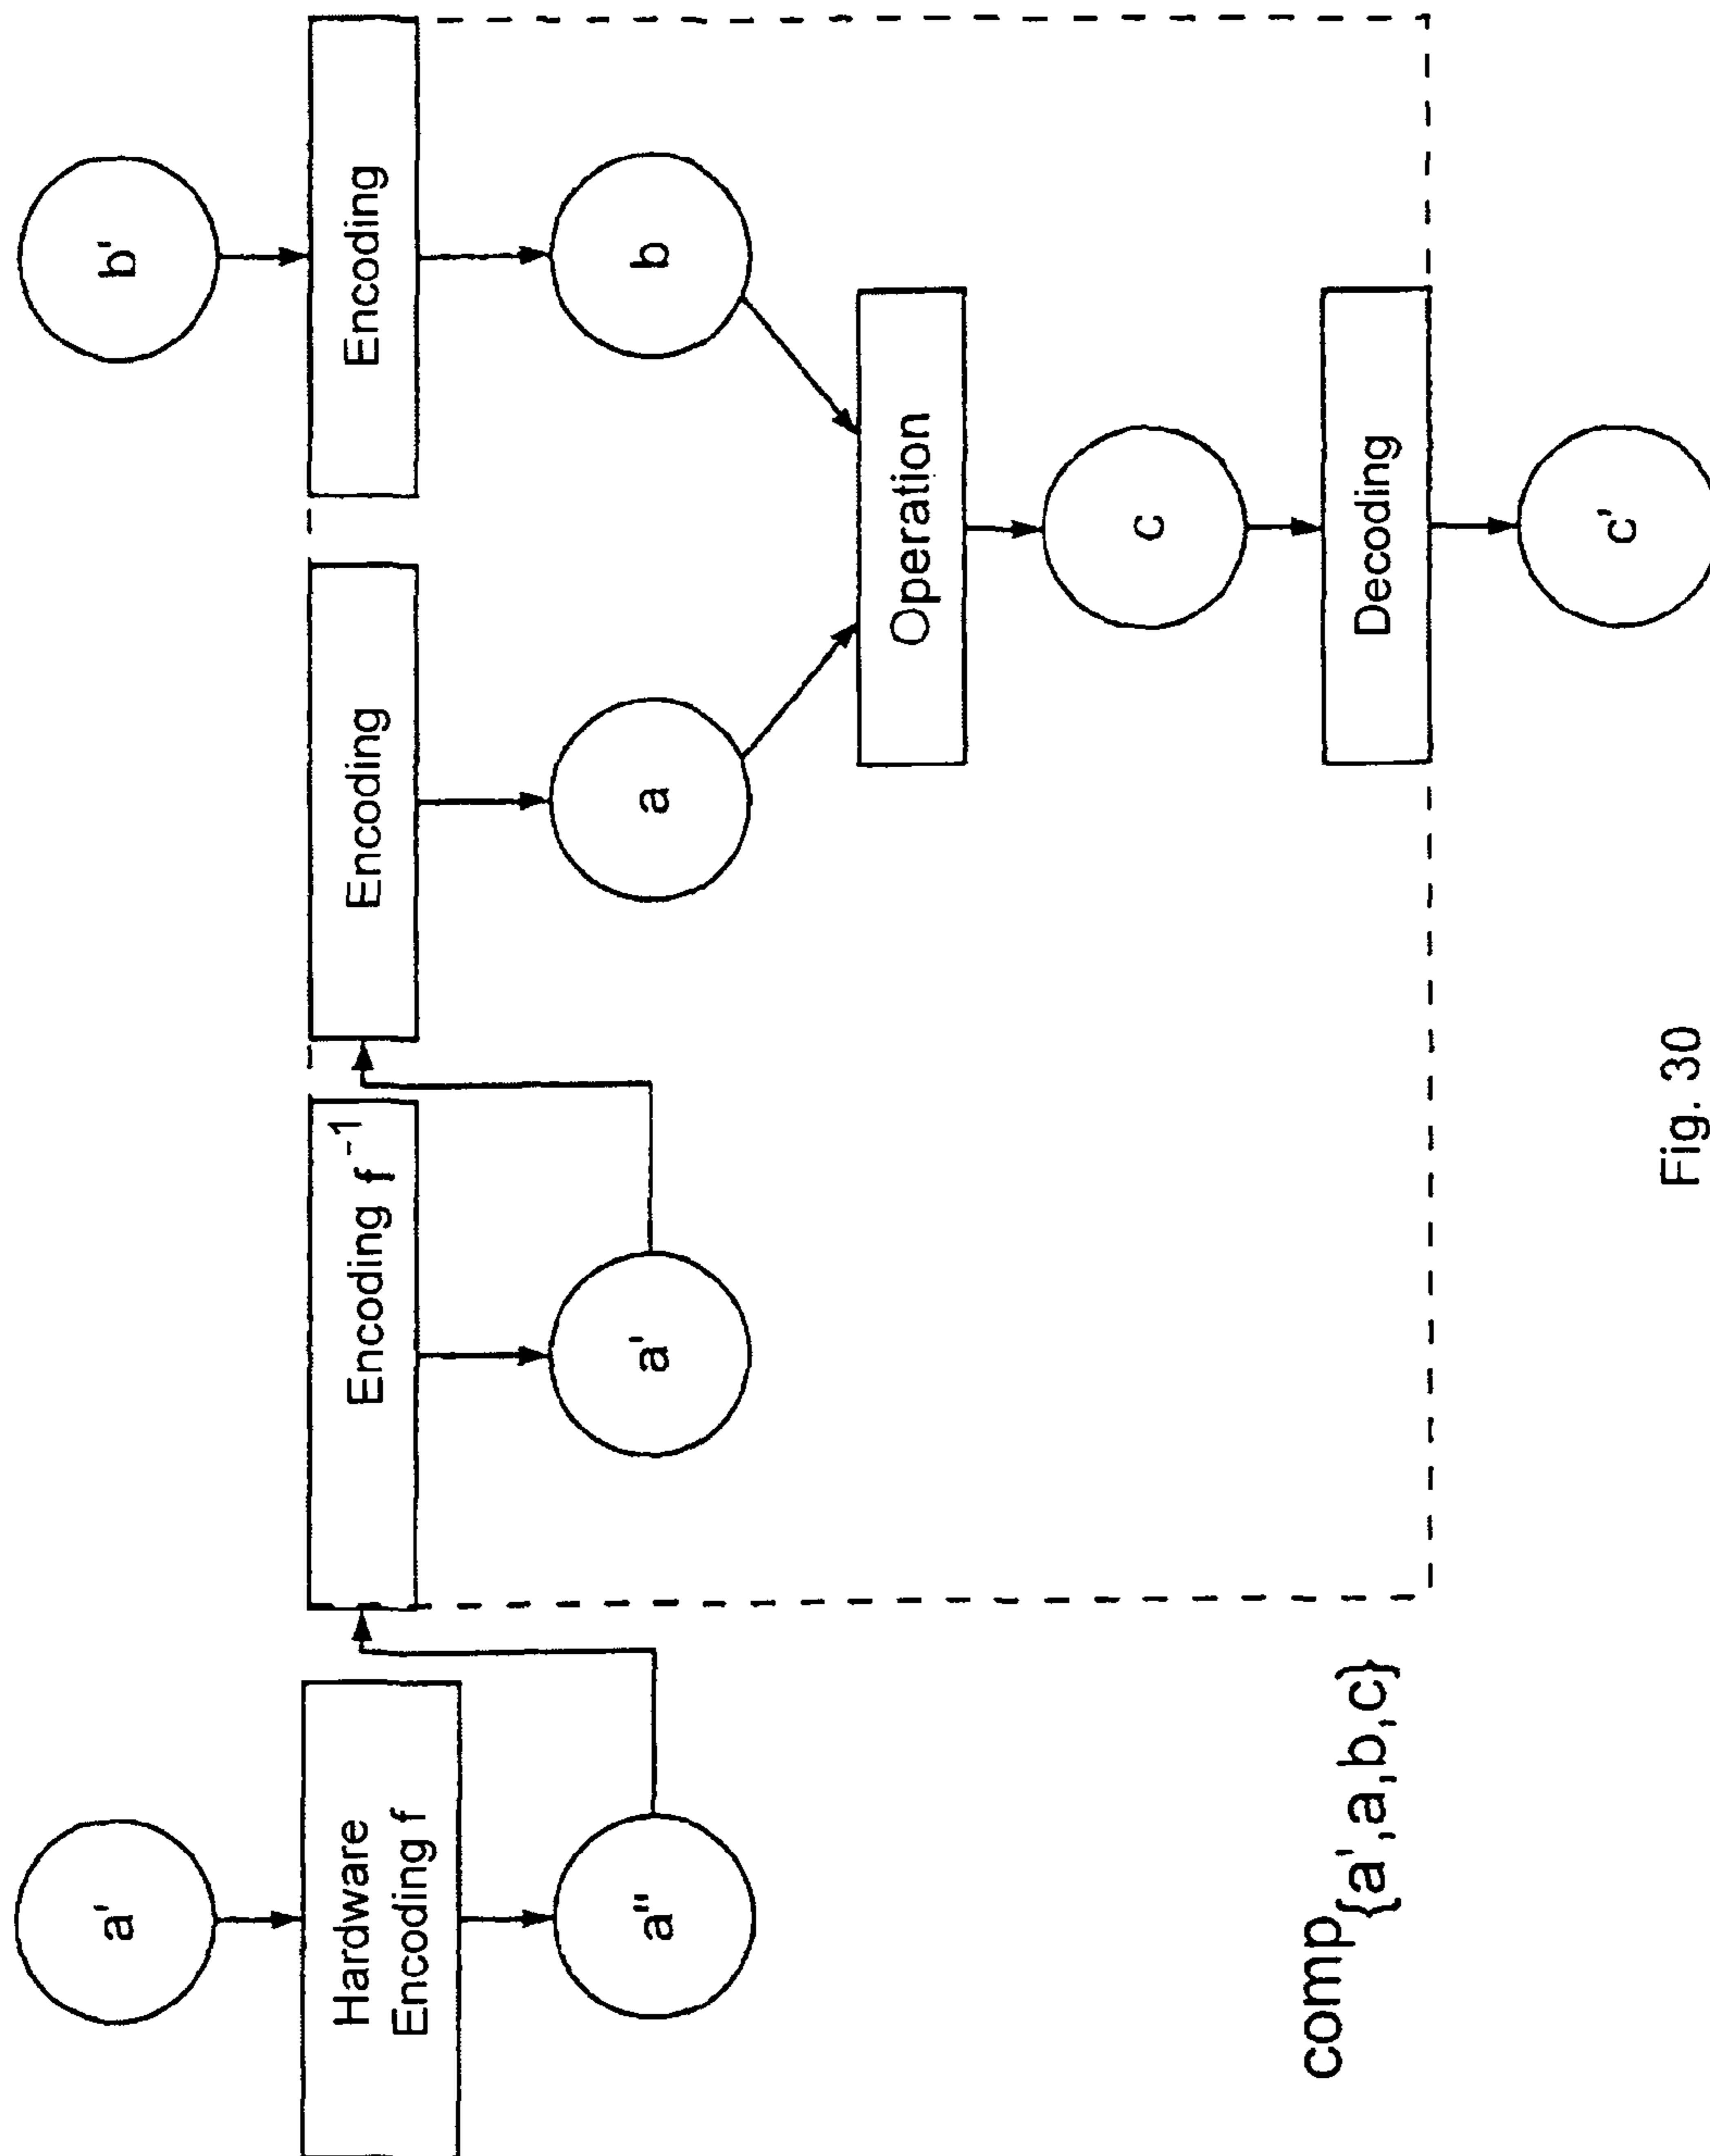 a'
Hardware
Encoding f
a"
Encoding f⁻¹
a'
Encoding
a
b'
Encoding
b
Operation
c
Decoding
c'
comp{a',a,b,c}
Fig. 30